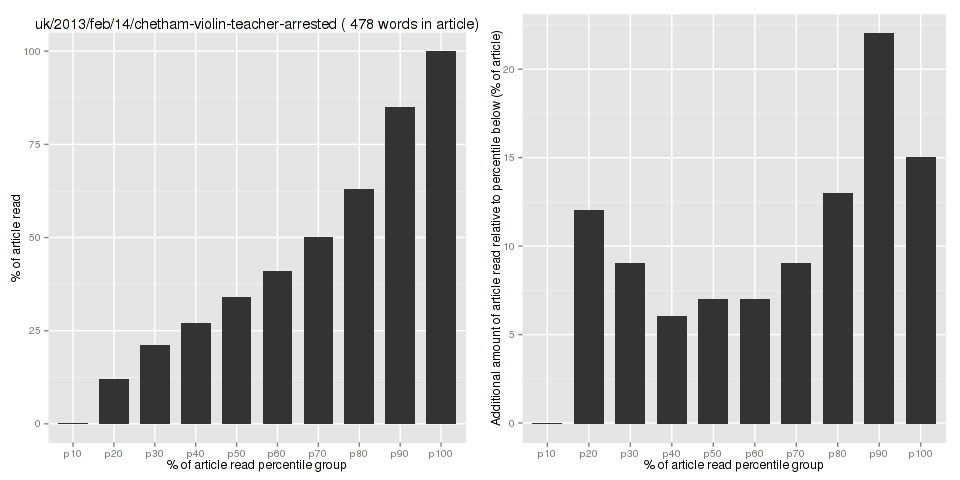 uk/2013/feb/14/chetham-violin-teacher-arrested ( 478 words in article)
% of article read
100
75
50
25
0
p10 p20 p30 p40 p50 p60 p70 p80 p90 p100
% of article read percentile group
Additional amount of article read relative to percentile below (% of article)
20
15
10
5
0
p10 p20 p30 p40 p50 p60 p70 p80 p90 p100
% of article read percentile group